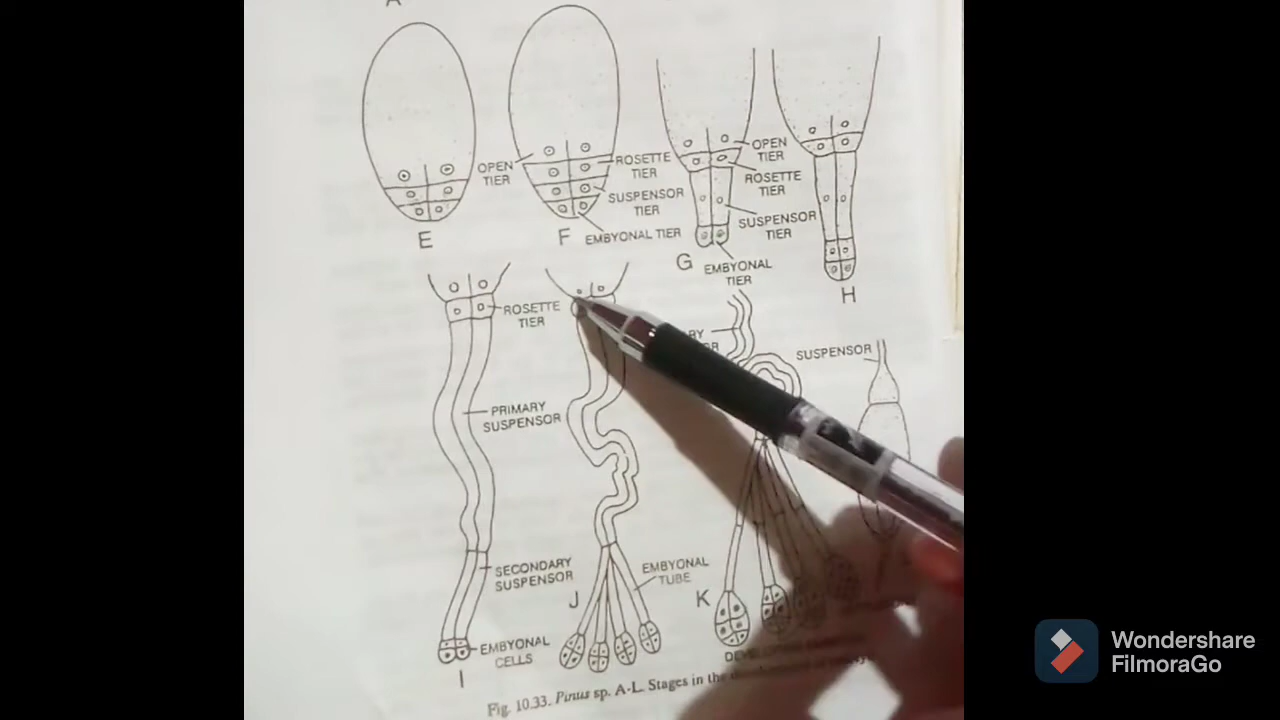 A
OPEN
TIER
ROSETTE
TIER
SUSPENSOR
TIER
EMBYONAL TIER
E
F
OPEN
TIER
ROSETTE
TIER
SUSPENSOR
TIER
EMBYONAL
TIER
G
H
ROSETTE
TIER
PRIMARY
SUSPENSOR
SECONDARY
SUSPENSOR
EMBYONAL
CELLS
I
EMBYONAL
TUBE
J
K
SUSPENSOR
Fig. 10.33. Pinus sp. A-L. Stages in the
Wondershare
FilmoraGo